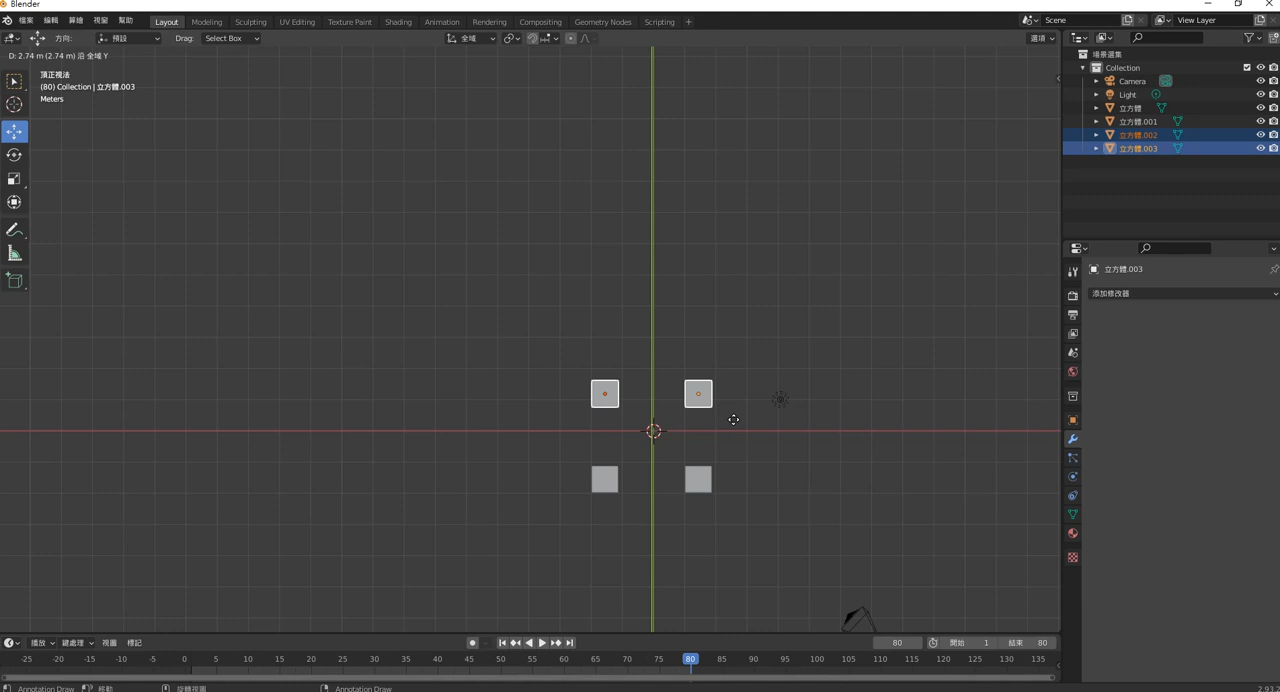 Blender
檔案 編輯 算繪 視窗 幫助 Layout Modeling Sculpting UV Editing Texture Paint Shading Animation Rendering Compositing Geometry Nodes Scripting + Scene View Layer
方向: 預設 Drag: Select Box 全域 選項
D: 2.74 m (2.74 m) 沿 全域 Y
頂正視法
(80) Collection | 立方體.003
Meters
場景選集
Collection
Camera
Light
立方體
立方體.001
立方體.002
立方體.003
立方體.003
添加修改器
播放 鍵處理 視圖 標記 80 開始 1 結束 80
-25 -20 -15 -10 -5 0 5 10 15 20 25 30 35 40 45 50 55 60 65 70 75 80 85 90 95 100 105 110 115 120 125 130 135
Annotation Draw 移動 旋轉視圖 Annotation Draw 2.93.2